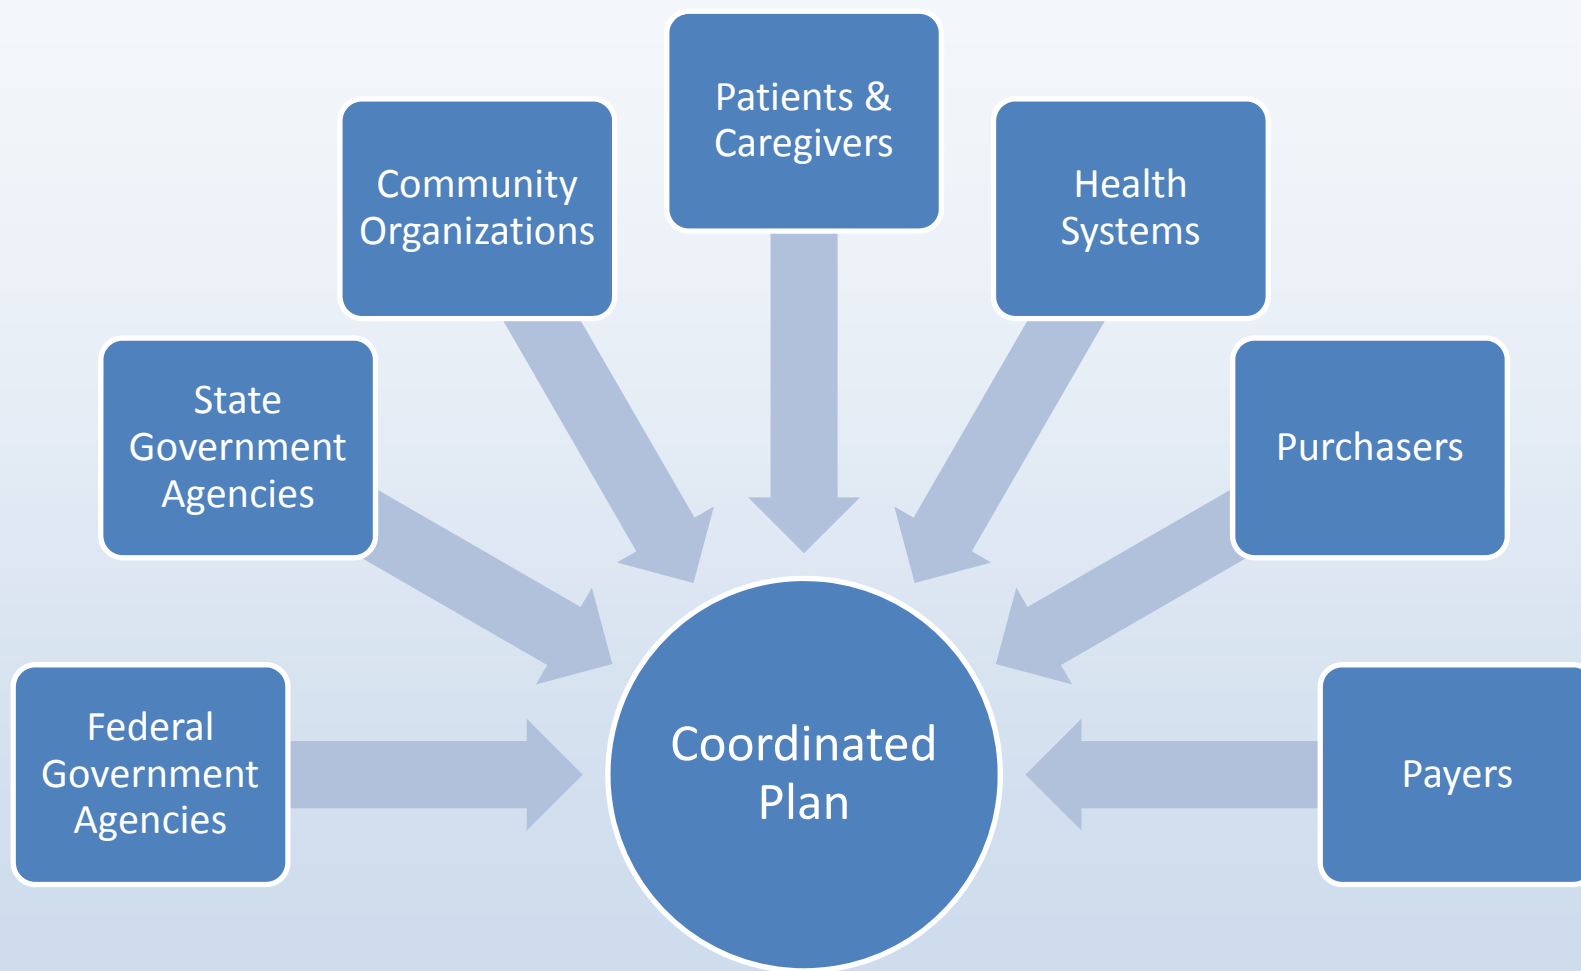 Patients &
Caregivers
Community
Organizations
Health
Systems
State
Government
Agencies
Purchasers
Federal
Government
Agencies
Coordinated
Plan
Payers